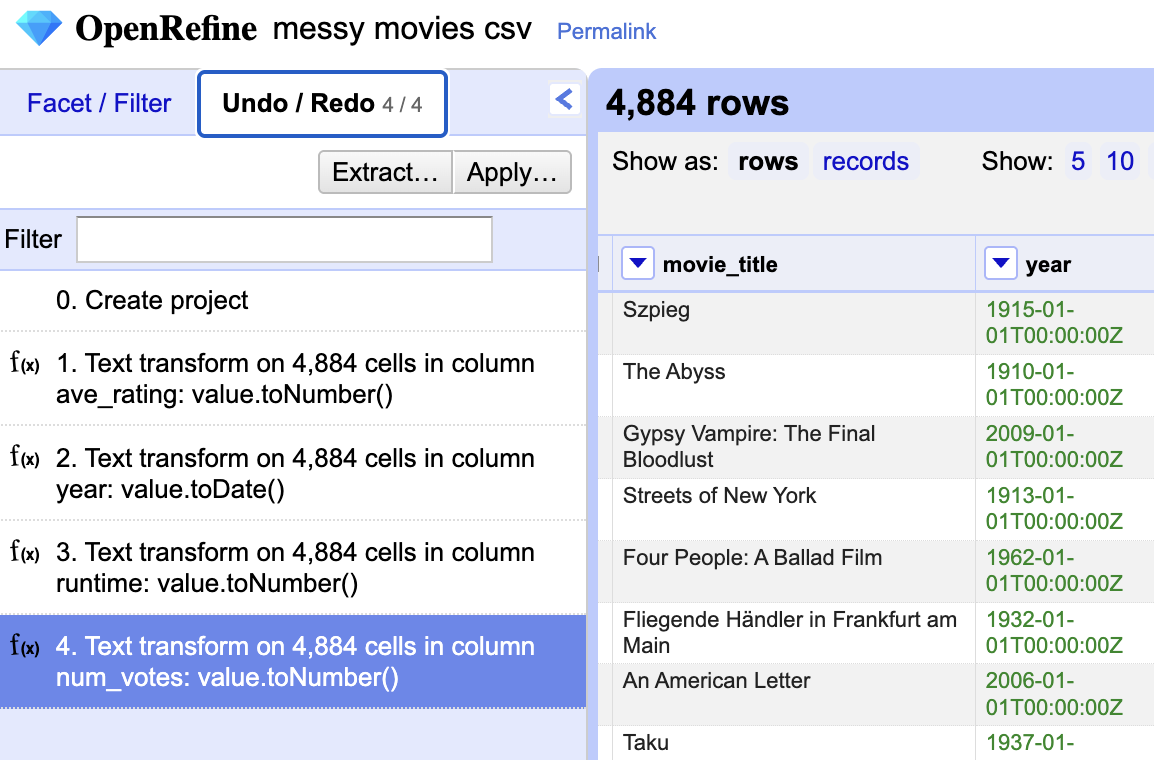 OpenRefine messy movies csv Permalink
Facet / Filter
Undo / Redo 4 / 4
Extract...
Apply...
Filter
0. Create project
f(x) 1. Text transform on 4,884 cells in column
ave_rating: value.toNumber()
f(x) 2. Text transform on 4,884 cells in column
year: value.toDate()
f(x) 3. Text transform on 4,884 cells in column
runtime: value.toNumber()
f(x) 4. Text transform on 4,884 cells in column
num_votes: value.toNumber()
4,884 rows
Show as: rows records Show: 5 10
movie_title year
Szpieg 1915-01-
01T00:00:00Z
The Abyss 1910-01-
01T00:00:00Z
Gypsy Vampire: The Final 2009-01-
Bloodlust 01T00:00:00Z
Streets of New York 1913-01-
01T00:00:00Z
Four People: A Ballad Film 1962-01-
01T00:00:00Z
Fliegende Händler in Frankfurt am 1932-01-
Main 01T00:00:00Z
An American Letter 2006-01-
01T00:00:00Z
Taku 1937-01-